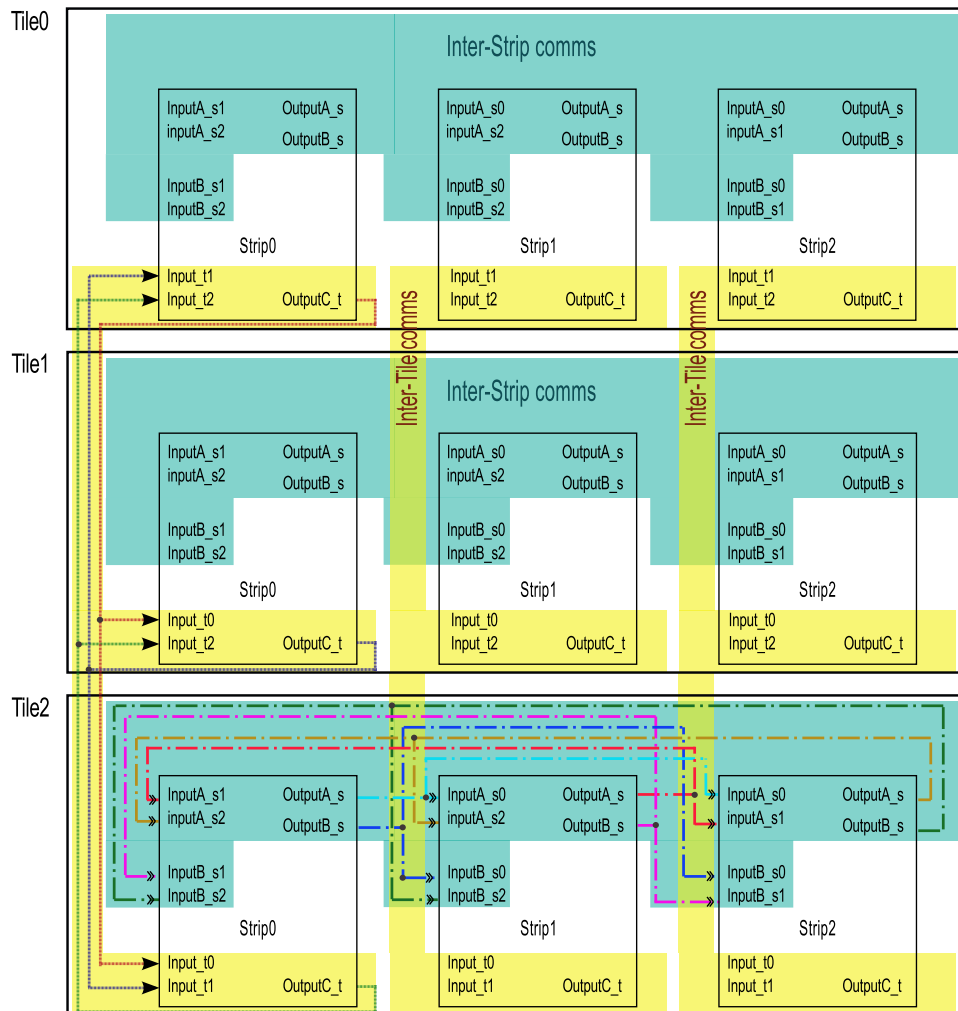 Tile0
Inter-Strip comms
InputA_s1 OutputA_s
inputA_s2
OutputB_s
InputB_s1
InputB_s2
Strip0
Input_t1
Input_t2 OutputC_t
InputA_s0 OutputA_s
inputA_s2
OutputB_s
InputB_s0
InputB_s2
Strip1
Input_t1
Input_t2 OutputC_t
InputA_s0 OutputA_s
inputA_s1
OutputB_s
InputB_s0
InputB_s1
Strip2
Input_t1
Input_t2 OutputC_t
Inter-Tile comms
Inter-Tile comms
Tile1
Inter-Strip comms
InputA_s1 OutputA_s
inputA_s2
OutputB_s
InputB_s1
InputB_s2
Strip0
Input_t0
Input_t2 OutputC_t
InputA_s0 OutputA_s
inputA_s2
OutputB_s
InputB_s0
InputB_s2
Strip1
Input_t0
Input_t2 OutputC_t
InputA_s0 OutputA_s
inputA_s1
OutputB_s
InputB_s0
InputB_s1
Strip2
Input_t0
Input_t2 OutputC_t
Tile2
InputA_s1 OutputA_s
inputA_s2
OutputB_s
InputB_s1
InputB_s2
Strip0
Input_t0
Input_t1 OutputC_t
InputA_s0 OutputA_s
inputA_s2
OutputB_s
InputB_s0
InputB_s2
Strip1
Input_t0
Input_t1 OutputC_t
InputA_s0 OutputA_s
inputA_s1
OutputB_s
InputB_s0
InputB_s1
Strip2
Input_t0
Input_t1 OutputC_t